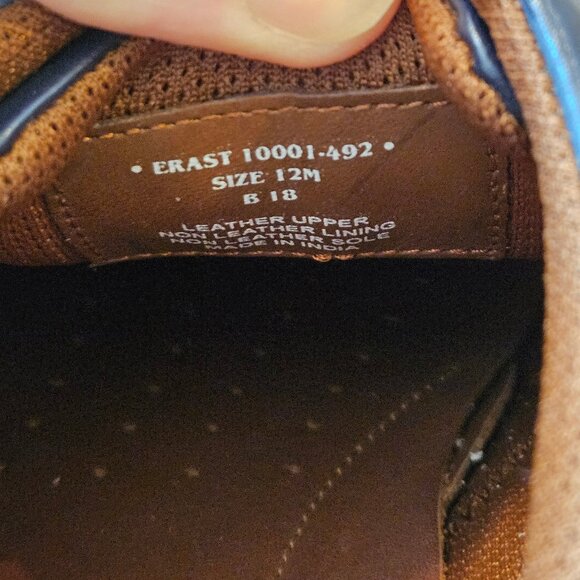 • ERAST 10001-492 •
SIZE 12M
B 18
LEATHER UPPER
NON LEATHER LINING
NON LEATHER SOLE
MADE IN INDIA